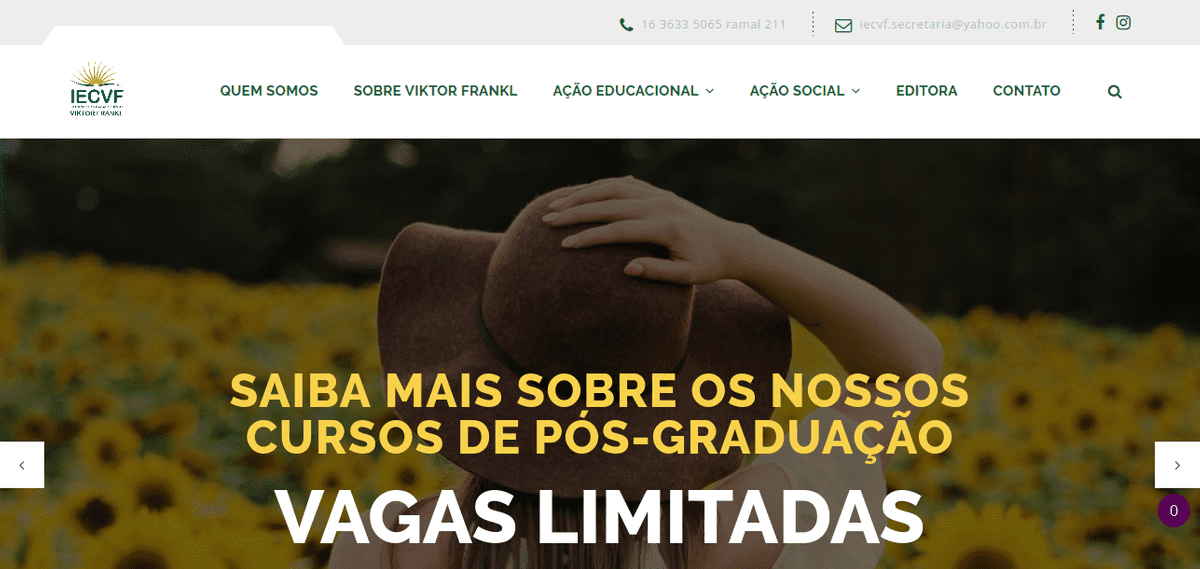 16 3633 5065 ramal 211
iecvf.secretaria@yahoo.com.br
IECVF
VIKTOR FRANKL
QUEM SOMOS
SOBRE VIKTOR FRANKL
AÇÃO EDUCACIONAL
AÇÃO SOCIAL
EDITORA
CONTATO
SAIBA MAIS SOBRE OS NOSSOS
CURSOS DE PÓS-GRADUAÇÃO
VAGAS LIMITADAS
0